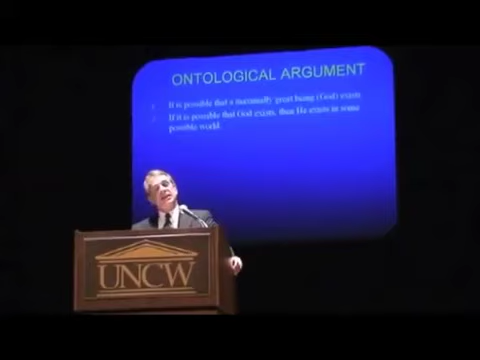 ONTOLOGICAL ARGUMENT
It is possible that a maximally great being (God) exists.
If it is possible that God exists, then He exists in some
possible world.
UNCW